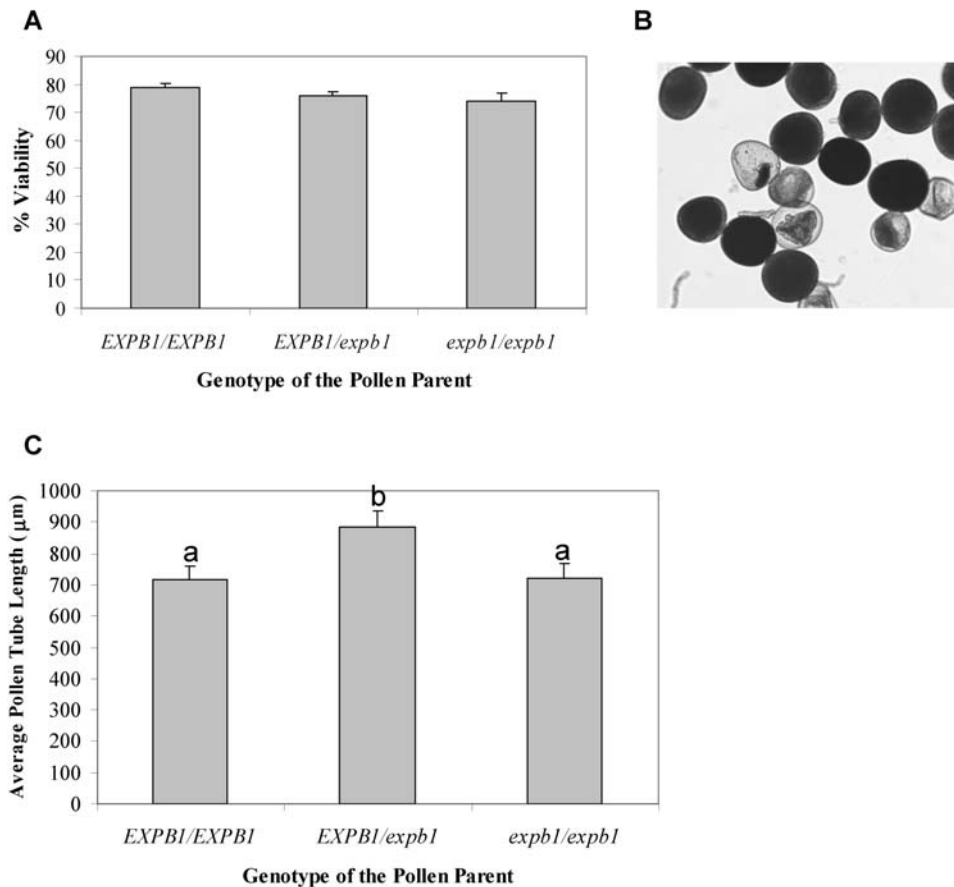 A
90
80
70
60
50
40
30
20
10
0
% Viability
EXPB1/EXPB1 EXPB1/expb1 expb1/expb1
Genotype of the Pollen Parent
B
C
1000
900
800
700
600
500
400
300
200
100
0
Average Pollen Tube Length (μm)
a b a
EXPB1/EXPB1 EXPB1/expb1 expb1/expb1
Genotype of the Pollen Parent